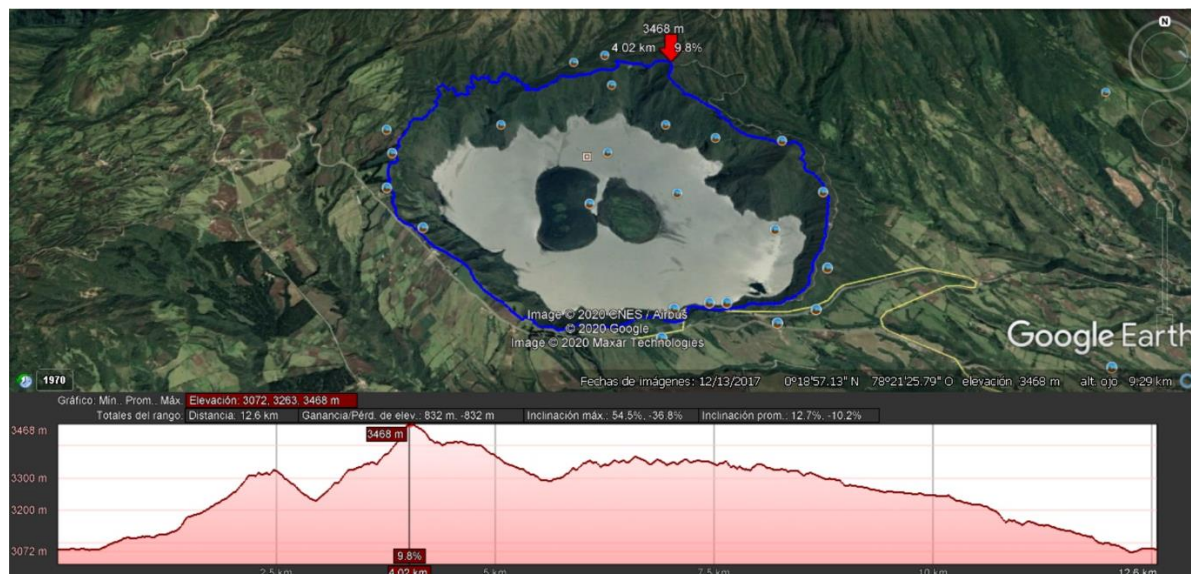 N
3468 m
4.02 km 9.8%
Image © 2020 CNES / Airbus
© 2020 Google
Image © 2020 Maxar Technologies
Google Earth
1970
Fechas de imágenes: 12/13/2017 0°18'57.13" N 78°21'25.79" O elevación 3468 m alt. ojo 9.29 km
Gráfico: Mín., Prom., Máx. Elevación: 3072, 3263, 3468 m
Totales del rango: Distancia: 12.6 km Ganancia/Pérd. de elev.: 832 m, -832 m Inclinación máx.: 54.5%, -36.8% Inclinación prom.: 12.7%, -10.2%
3468 m
3468 m
3300 m
3200 m
3072 m
9.8%
2.5 km 4.02 km 5 km 7.5 km 10 km 12.6 km